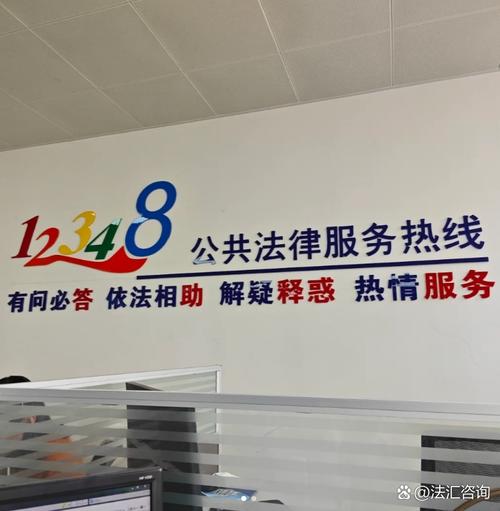 12348 公共法律服务热线
有问必答 依法相助 解疑释惑 热情服务
法汇咨询